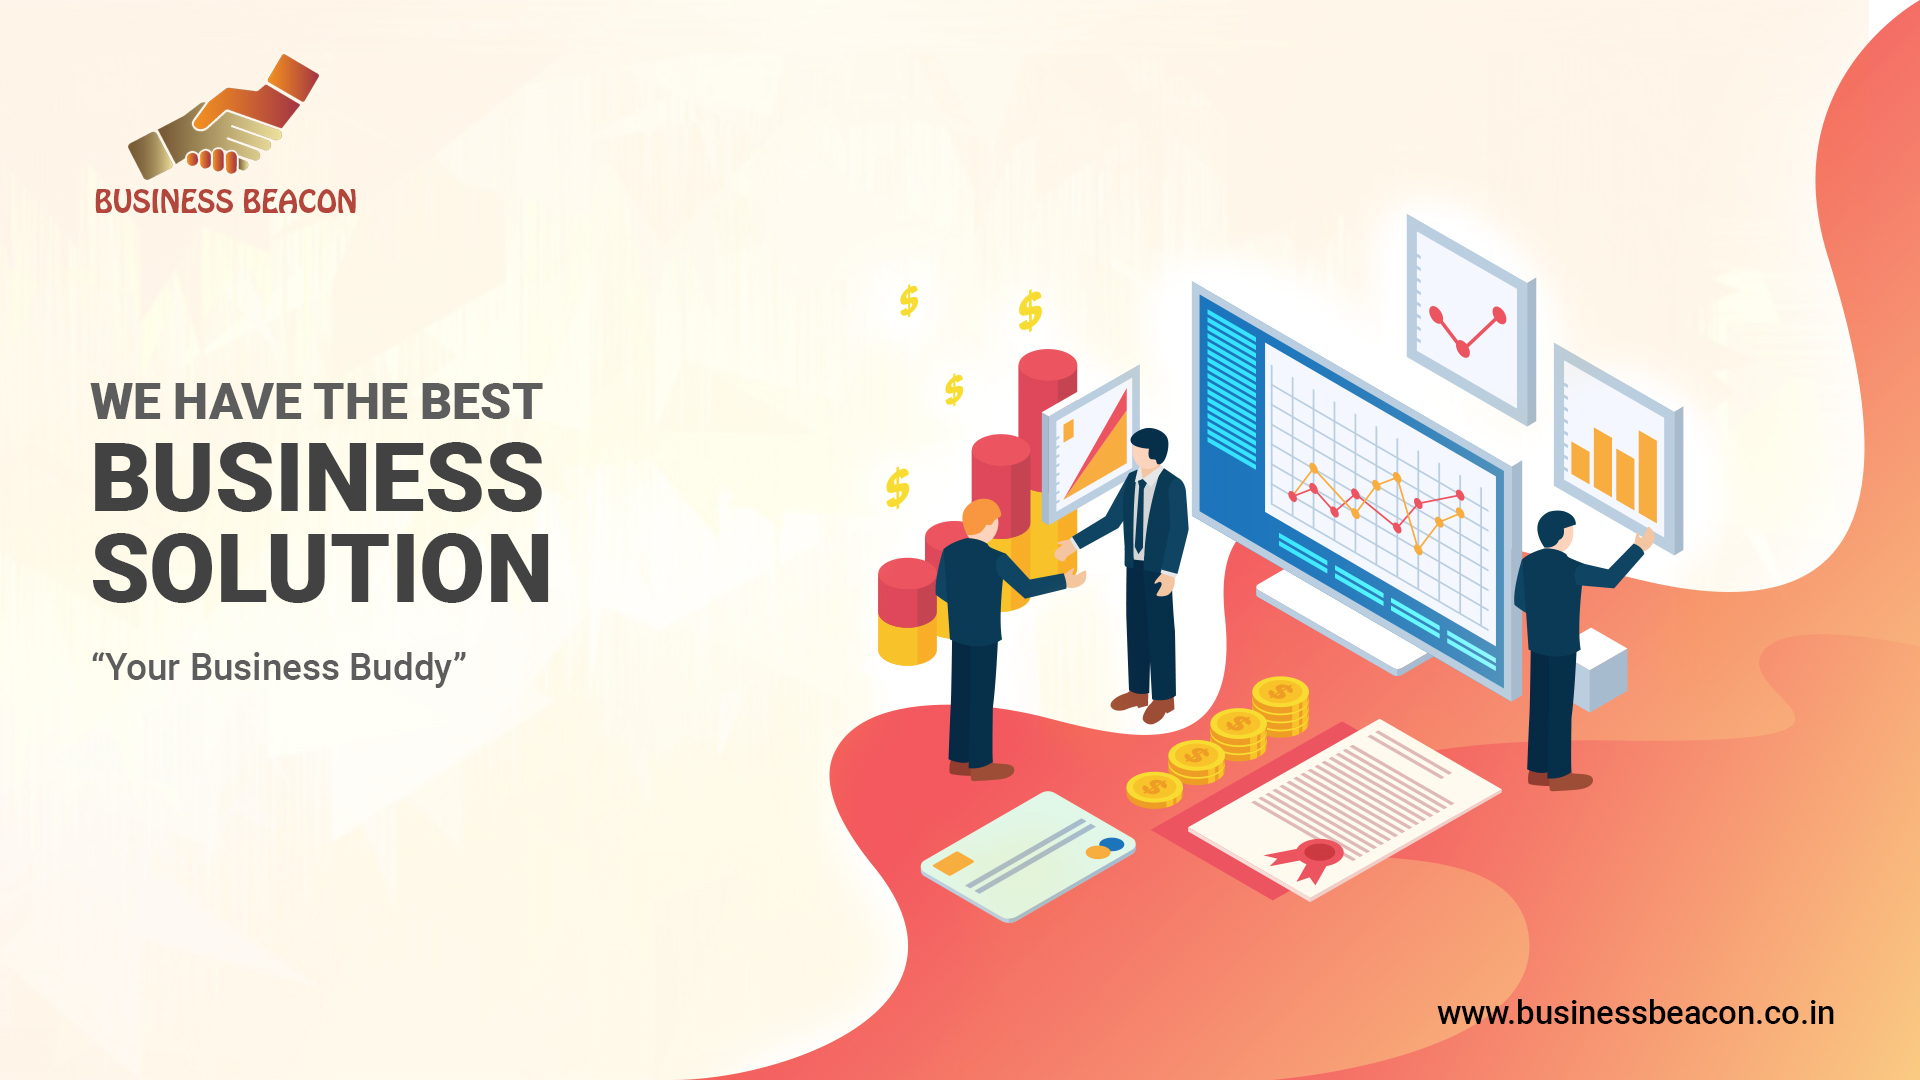 BUSINESS BEACON
WE HAVE THE BEST
BUSINESS
SOLUTION
“Your Business Buddy”
$
$
$
$
$
$
$
$
www.businessbeacon.co.in